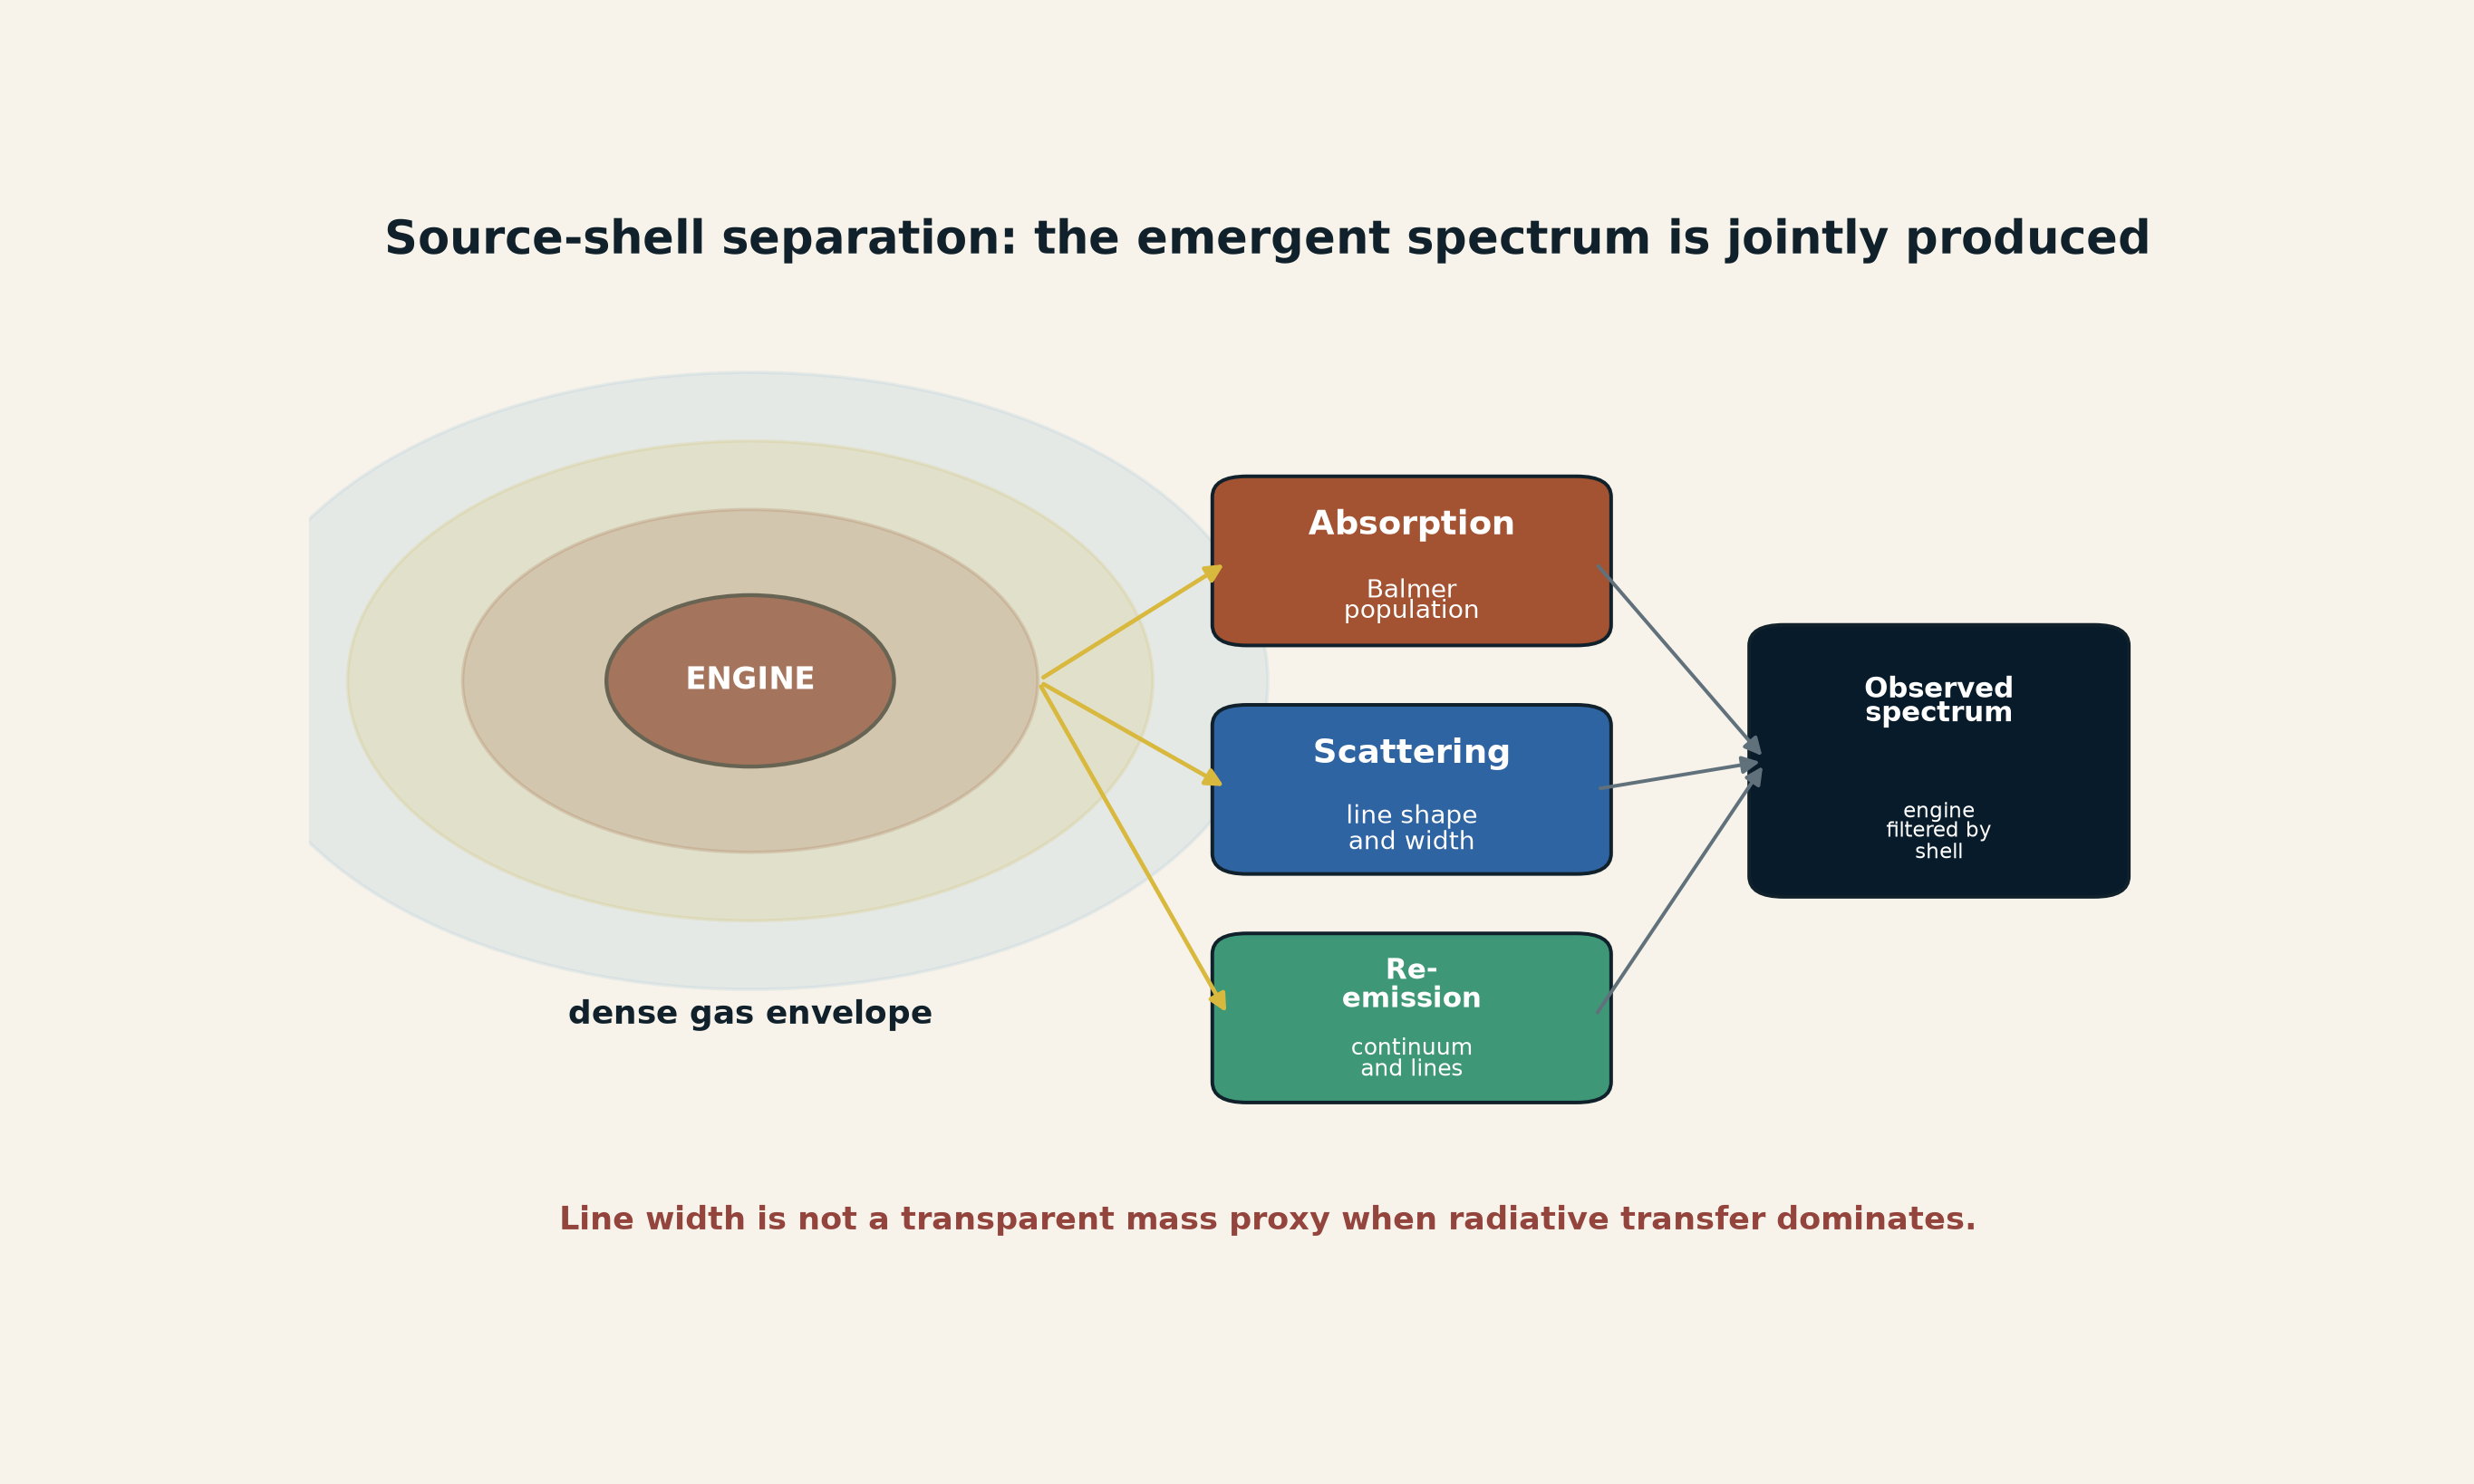 Source-shell separation: the emergent spectrum is jointly produced
ENGINE
dense gas envelope
Absorption
Balmer
population
Scattering
line shape
and width
Re-
emission
continuum
and lines
Observed
spectrum
engine
filtered by
shell
Line width is not a transparent mass proxy when radiative transfer dominates.